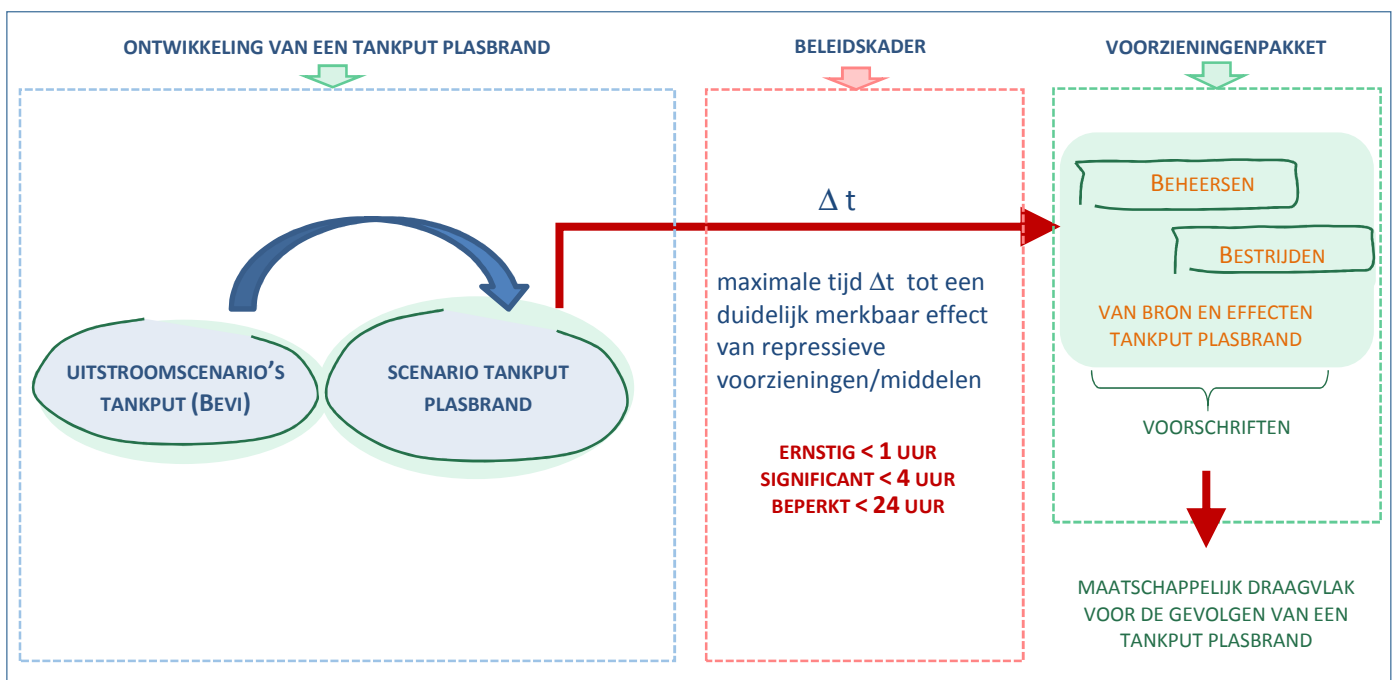 ONTWIKKELING VAN EEN TANKPUT PLASBRAND
UITSTROOMSCENARIO'S
TANKPUT (BEVI)
SCENARIO TANKPUT
PLASBRAND
BELEIDSKADER
Δ t
maximale tijd Δt tot een
duidelijk merkbaar effect
van repressieve
voorzieningen/middelen
ERNSTIG < 1 UUR
SIGNIFICANT < 4 UUR
BEPERKT < 24 UUR
VOORZIENINGENPAKKET
BEHEERSEN
BESTRIJDEN
VAN BRON EN EFFECTEN
TANKPUT PLASBRAND
VOORSCHRIFTEN
MAATSCHAPPELIJK DRAAGVLAK
VOOR DE GEVOLGEN VAN EEN
TANKPUT PLASBRAND